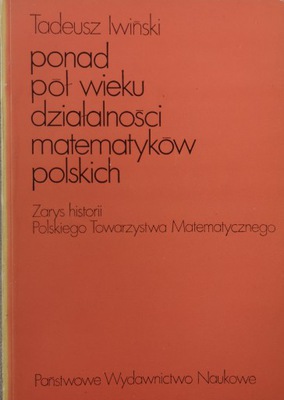 Tadeusz Iwiński
ponad
pół wieku
działalności
matematyków
polskich
Zarys historii
Polskiego Towarzystwa Matematycznego
Państwowe Wydawnictwo Naukowe